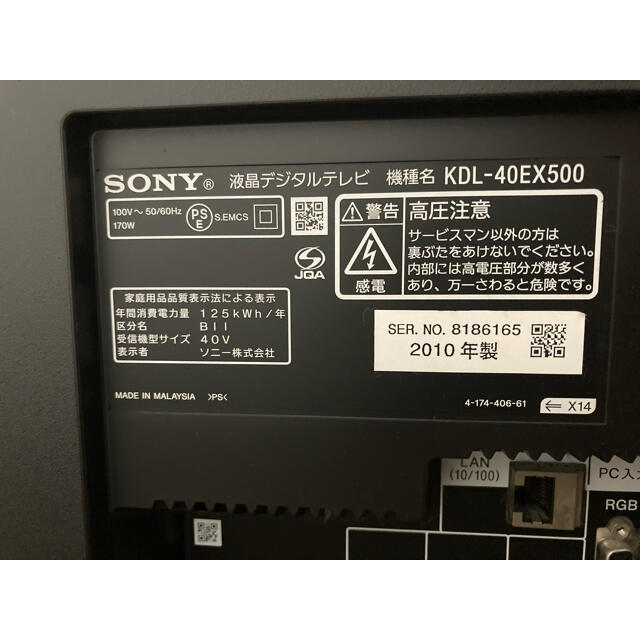 SONY® 液晶デジタルテレビ 機種名 KDL-40EX500
100V～ 50/60Hz
170W
PS
E
S.EMCS
JQA
警告 高圧注意
サービスマン以外の方は
裏ぶたをあけないでください。
内部には高電圧部分が数多く
あり、万一さわると危険です。
感電
家庭用品品質表示法による表示
年間消費電力量 125kWh/年
区分名 BII
受信機型サイズ 40V
表示者 ソニー株式会社
SER. NO. 8186165
2010 年製
MADE IN MALAYSIA >PS<
4-174-406-61
⇐ X14
LAN
(10/100)
PC入力
RGB